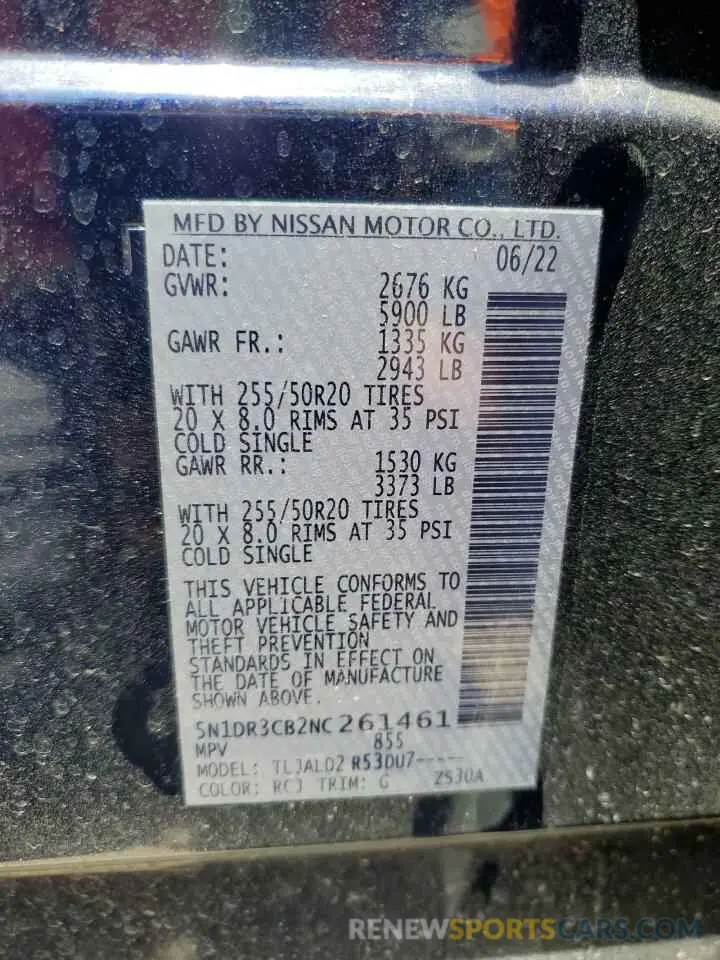 MFD BY NISSAN MOTOR CO., LTD.
DATE: 06/22
GVWR: 2676 KG
5900 LB
GAWR FR.: 1335 KG
2943 LB
WITH 255/50R20 TIRES
20 X 8.0 RIMS AT 35 PSI
COLD SINGLE
GAWR RR.: 1530 KG
3373 LB
WITH 255/50R20 TIRES
20 X 8.0 RIMS AT 35 PSI
COLD SINGLE
THIS VEHICLE CONFORMS TO
ALL APPLICABLE FEDERAL
MOTOR VEHICLE SAFETY AND
THEFT PREVENTION
STANDARDS IN EFFECT ON
THE DATE OF MANUFACTURE
SHOWN ABOVE.
5N1DR3CB2NC261461
MPV 855
MODEL: TLJALD2 R53DU7-----
COLOR: RCJ TRIM: G Z530A
RENEWSPORTSCARS.COM